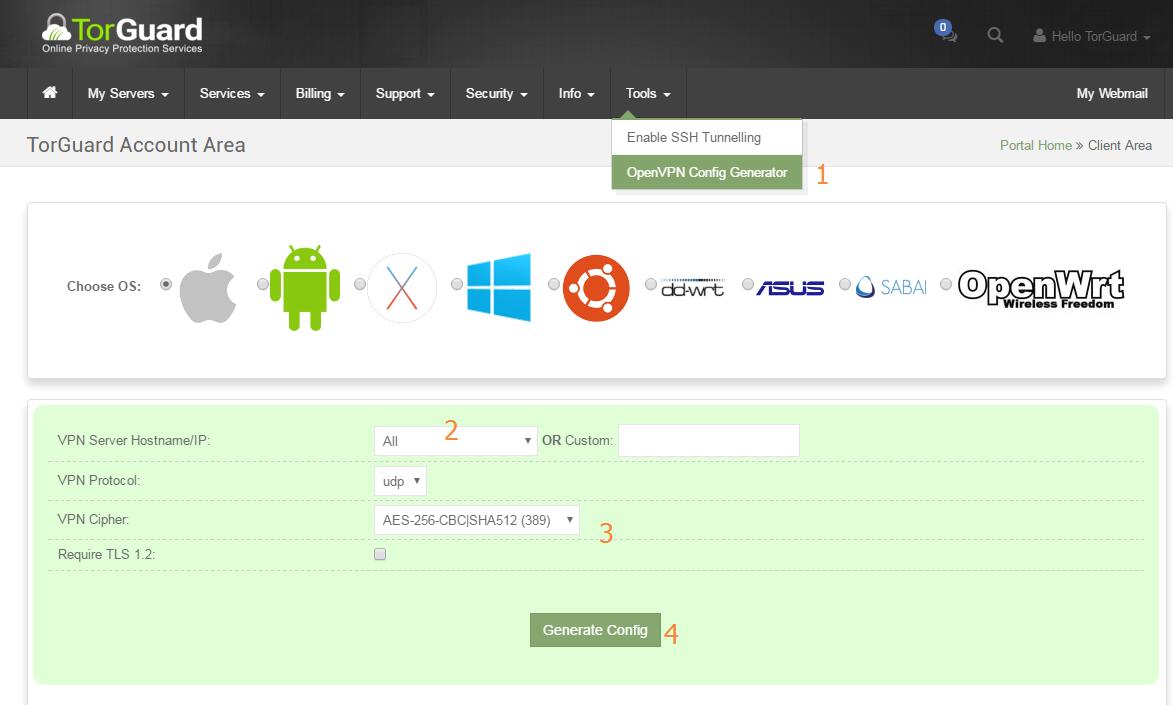 TorGuard
Online Privacy Protection Services
0
Hello TorGuard
My Servers Services Billing Support Security Info Tools My Webmail
Enable SSH Tunnelling
OpenVPN Config Generator 1
TorGuard Account Area
Portal Home » Client Area
Choose OS:
dd-wrt
ASUS
SABAI
OpenWrt
Wireless Freedom
VPN Server Hostname/IP: All 2 OR Custom:
VPN Protocol: udp
VPN Cipher: AES-256-CBC|SHA512 (389) 3
Require TLS 1.2:
Generate Config 4